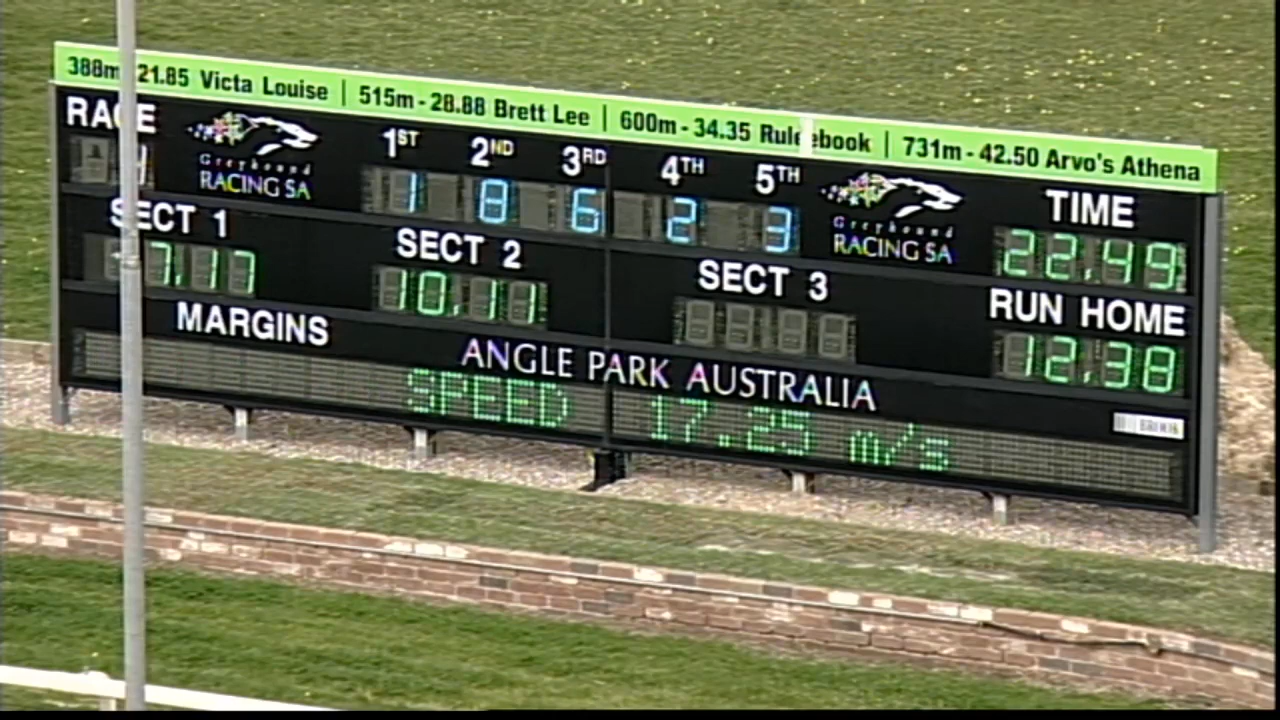 388m 21.85 Victa Louise | 515m - 28.88 Brett Lee | 600m - 34.35 Rulebook | 731m - 42.50 Arvo's Athena
RACE Greyhound RACING SA 1ST 2ND 3RD 4TH 5TH Greyhound RACING SA TIME
4 1 8 6 2 3 22.49
SECT 1 SECT 2 SECT 3 RUN HOME
7.17 10.11 12.38
MARGINS ANGLE PARK AUSTRALIA
SPEED 17.25 m/s